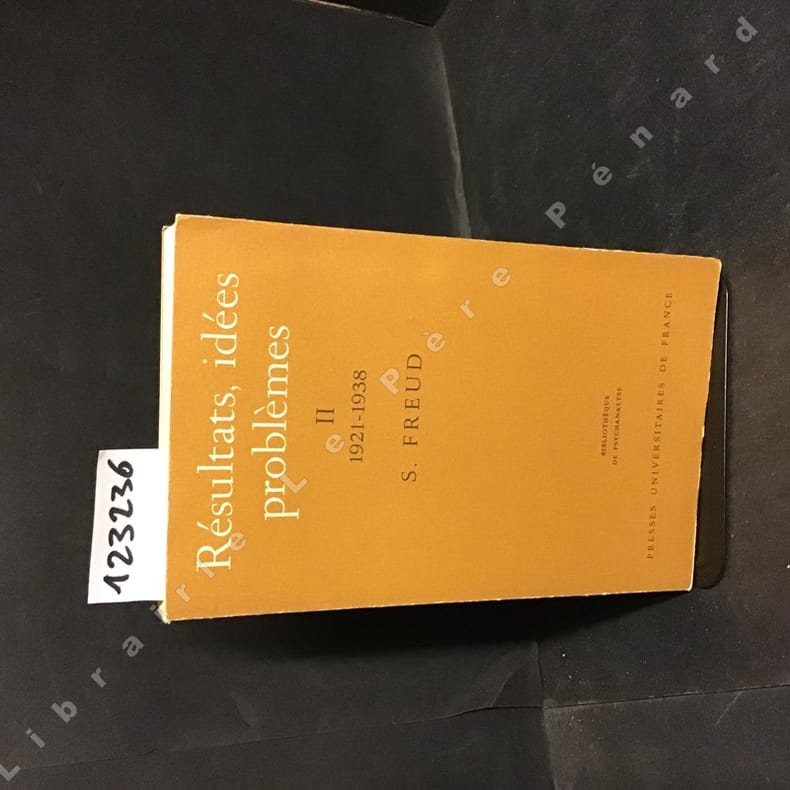 Résultats, idées
problèmes
II
1921-1938
S. FREUD
BIBLIOTHÈQUE
DE PSYCHANALYSE
PRESSES UNIVERSITAIRES DE FRANCE
123236
Librairie Le Père Pénard